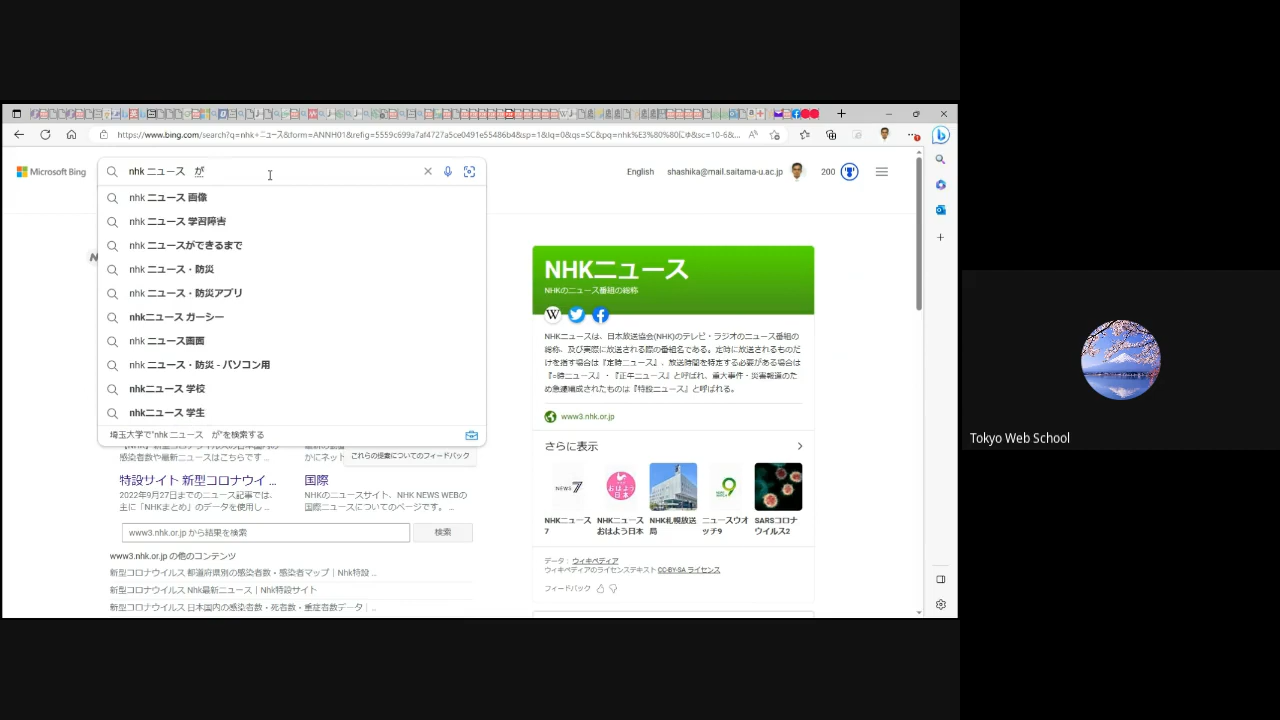 https://www.bing.com/search?q=nhk+ニュース&form=ANNH01&refig=5559c699a7af4727a5ce0491e55486b4&sp=1&lq=0&qs=SC&pq=nhk%E3%80%80にゅ&sc=10-6&...
Microsoft Bing
nhk ニュース　が
English
shashika@mail.saitama-u.ac.jp
200
nhk ニュース 画像
nhk ニュース 学習障害
nhk ニュースができるまで
nhk ニュース・防災
nhk ニュース・防災アプリ
nhkニュース ガーシー
nhk ニュース画面
nhk ニュース・防災 - パソコン用
nhkニュース 学校
nhkニュース 学生
埼玉大学で"nhk ニュース　が"を検索する
これらの提案についてのフィードバック
感染者数や最新ニュースはこちらです ...
特設サイト 新型コロナウイ ...
2022年9月27日までのニュース記事では、
主に「NHKまとめ」のデータを使用し ...
国際
NHKのニュースサイト、NHK NEWS WEBの
国際ニュースについてのページです。 ...
www3.nhk.or.jp から結果を検索
検索
www3.nhk.or.jp の他のコンテンツ
新型コロナウイルス 都道府県別の感染者数・感染者マップ｜Nhk特設 ...
新型コロナウイルス Nhk最新ニュース｜Nhk特設サイト
新型コロナウイルス 日本国内の感染者数・死者数・重症者数データ｜ ...
NHKニュース
NHKのニュース番組の総称
W
NHKニュースは、日本放送協会(NHK)のテレビ・ラジオのニュース番組の
総称、及び実際に放送される際の番組名である。定時に放送されるものだ
けを指す場合は『定時ニュース』、放送時間を特定する必要がある場合は
『○時ニュース』・『正午ニュース』と呼ばれ、重大事件・災害報道のた
め急遽編成されたものは『特設ニュース』と呼ばれる。
www3.nhk.or.jp
さらに表示
NEWS 7
おはよう日本
9
NHKニュース 7
NHKニュース おはよう日本
NHK札幌放送局
ニュースウオッチ9
SARSコロナウイルス2
データ： ウィキペディア
ウィキペディアのライセンステキスト CC-BY-SA ライセンス
フィードバック
Tokyo Web School